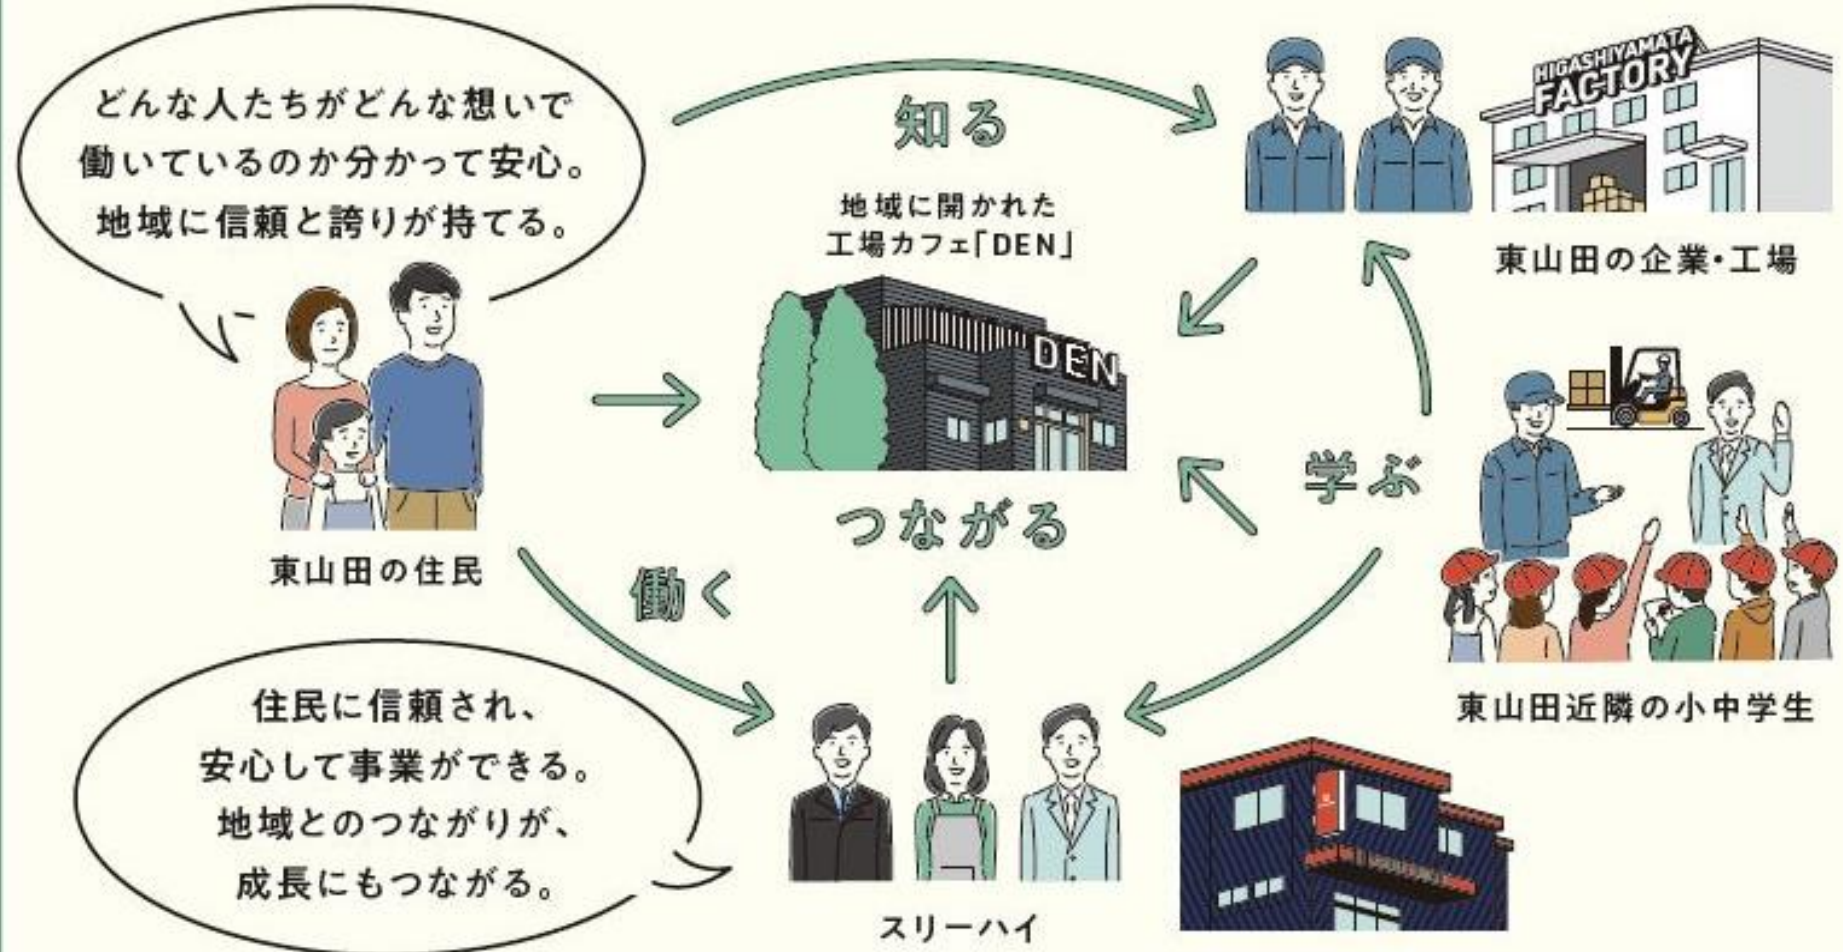 どんな人たちがどんな想いで
働いているのか分かって安心。
地域に信頼と誇りが持てる。
知る
HIGASHIYAMATA
FACTORY
地域に開かれた
工場カフェ「DEN」
東山田の企業・工場
DEN
学ぶ
つながる
東山田の住民
働く
東山田近隣の小中学生
住民に信頼され、
安心して事業ができる。
地域とのつながりが、
成長にもつながる。
スリーハイ